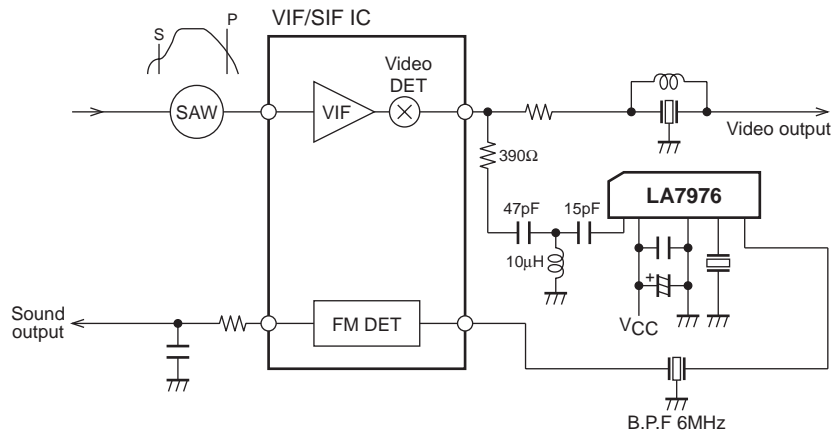 VIF/SIF IC
S
P
Video
DET
SAW
VIF
Video output
390Ω
LA7976
47pF
15pF
10μH
+
Sound
output
FM DET
VCC
B.P.F 6MHz